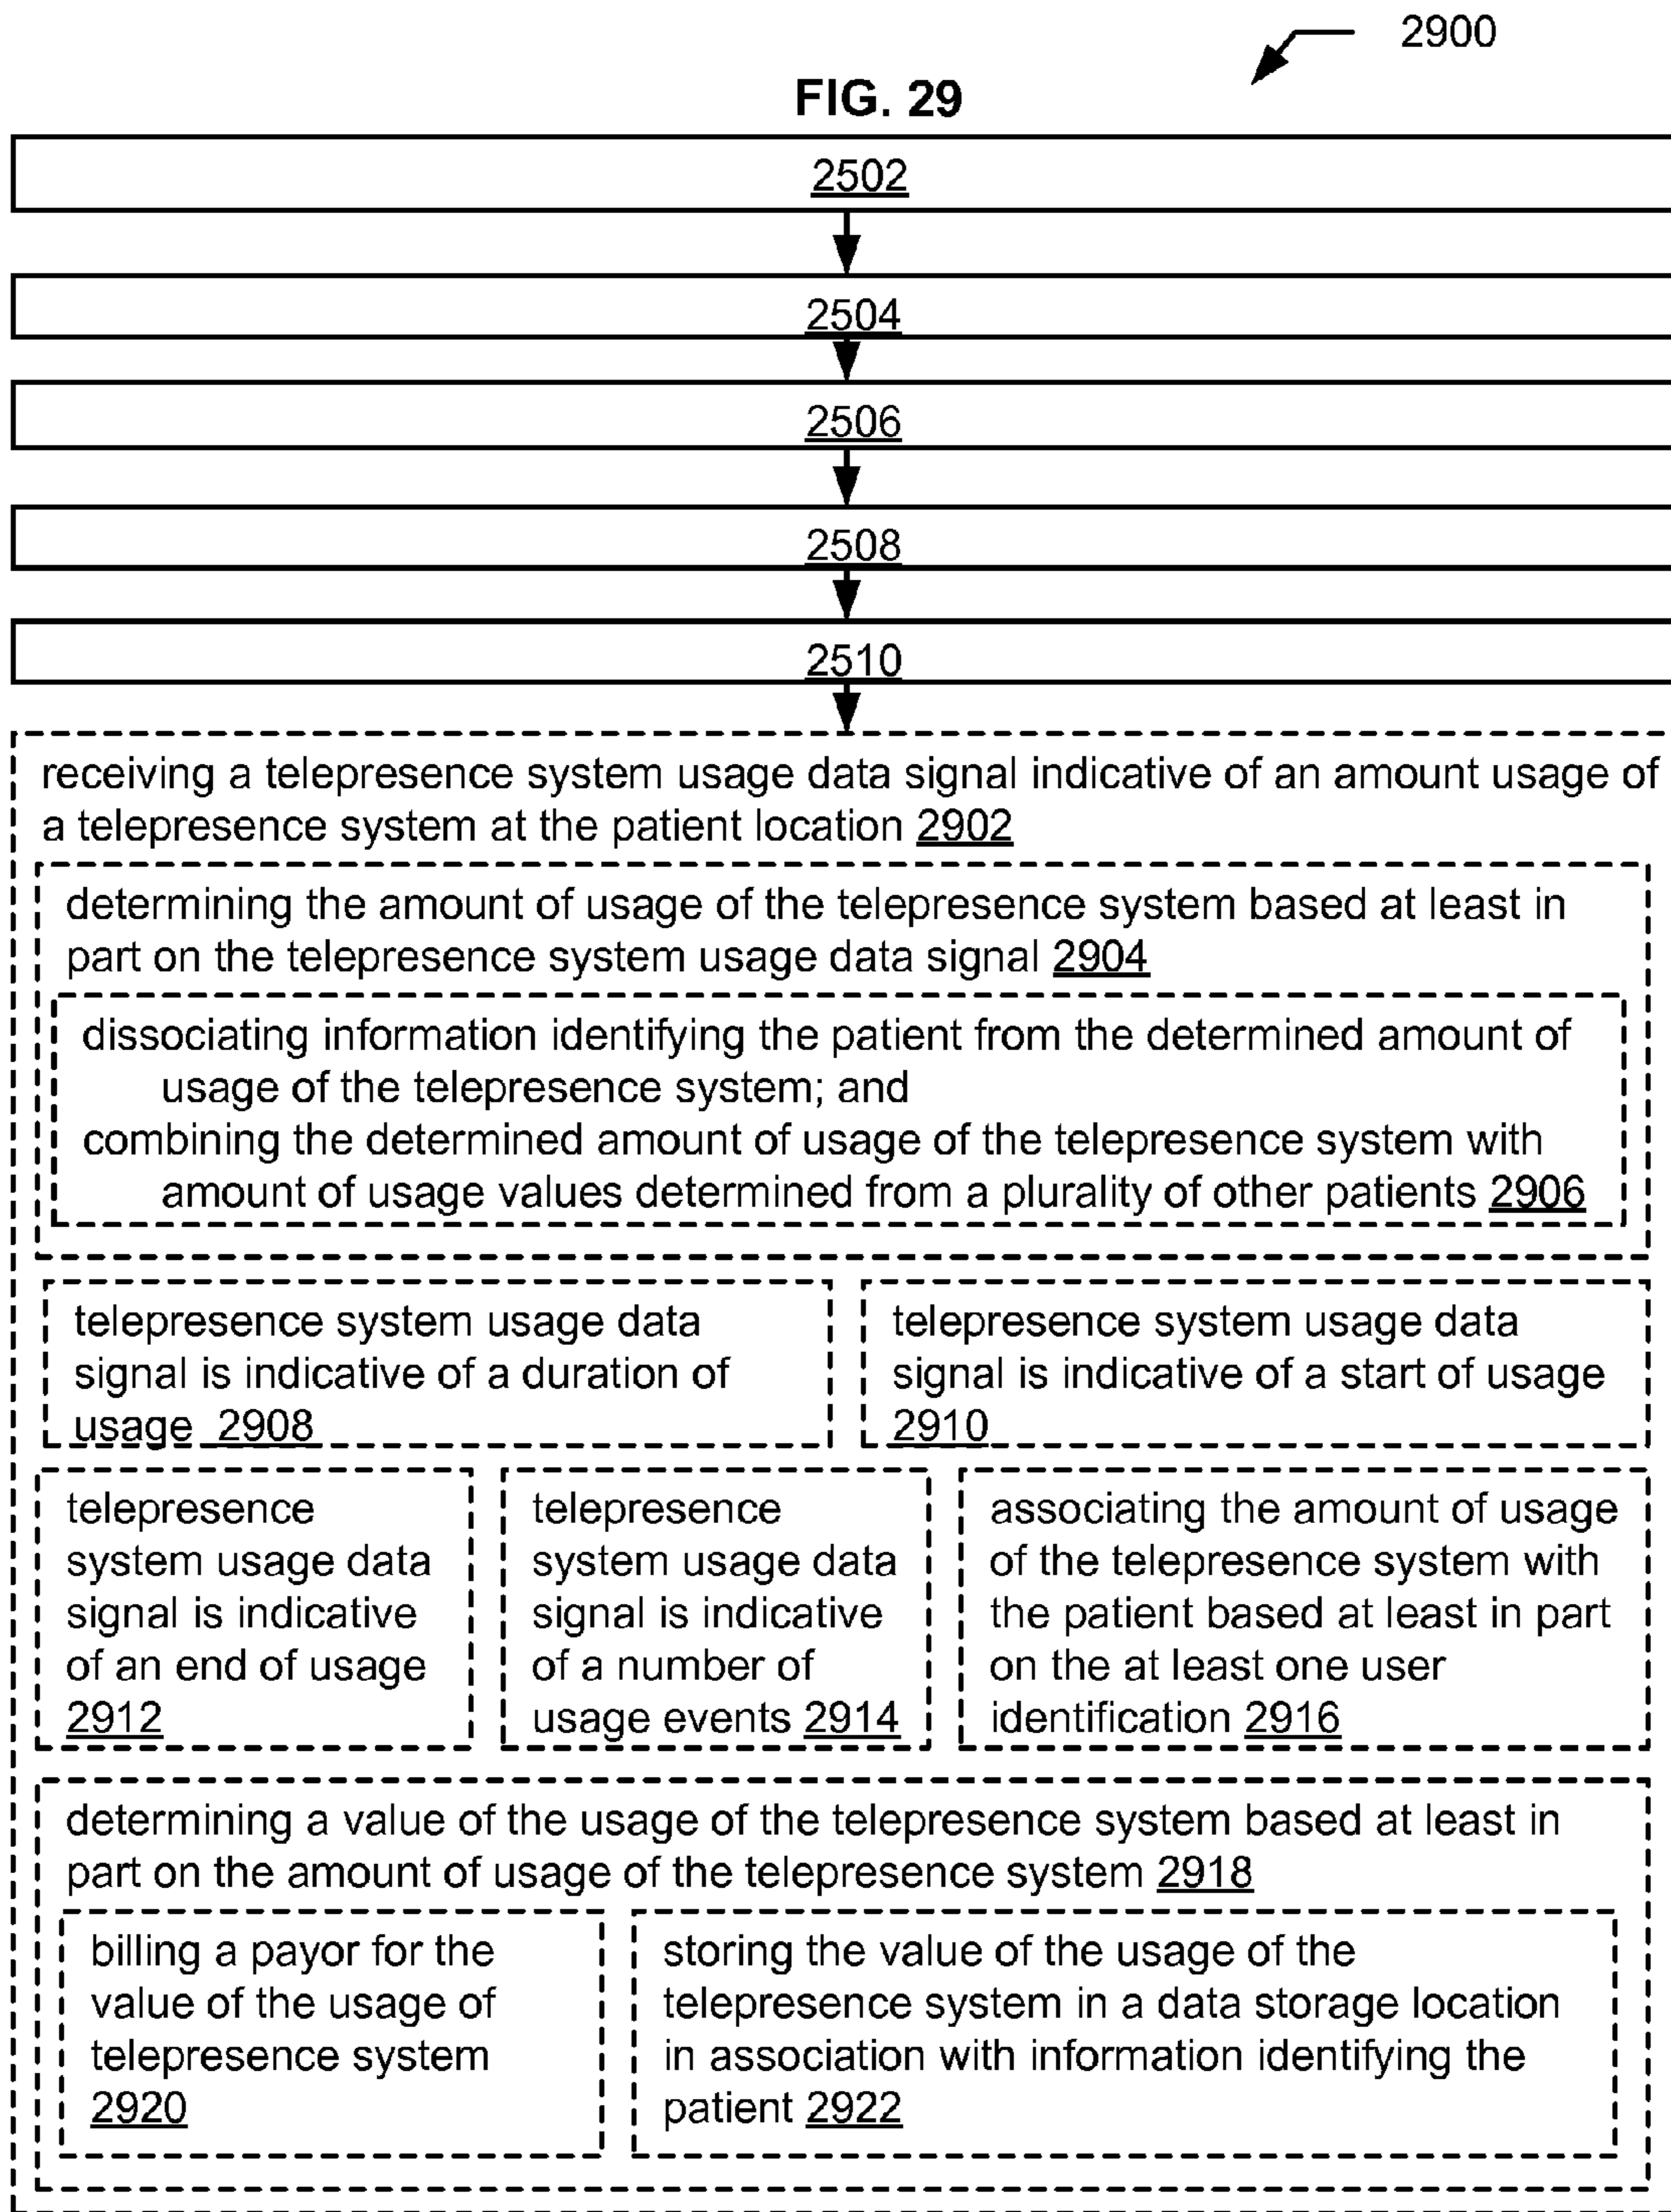 2900
FIG. 29
2502
2504
2506
2508
2510
receiving a telepresence system usage data signal indicative of an amount usage of
a telepresence system at the patient location 2902
determining the amount of usage of the telepresence system based at least in
part on the telepresence system usage data signal 2904
dissociating information identifying the patient from the determined amount of
usage of the telepresence system; and
combining the determined amount of usage of the telepresence system with
amount of usage values determined from a plurality of other patients 2906
telepresence system usage data
signal is indicative of a duration of
usage 2908
telepresence system usage data
signal is indicative of a start of usage
2910
telepresence
system usage data
signal is indicative
of an end of usage
2912
telepresence
system usage data
signal is indicative
of a number of
usage events 2914
associating the amount of usage
of the telepresence system with
the patient based at least in part
on the at least one user
identification 2916
determining a value of the usage of the telepresence system based at least in
part on the amount of usage of the telepresence system 2918
billing a payor for the
value of the usage of
telepresence system
2920
storing the value of the usage of the
telepresence system in a data storage location
in association with information identifying the
patient 2922